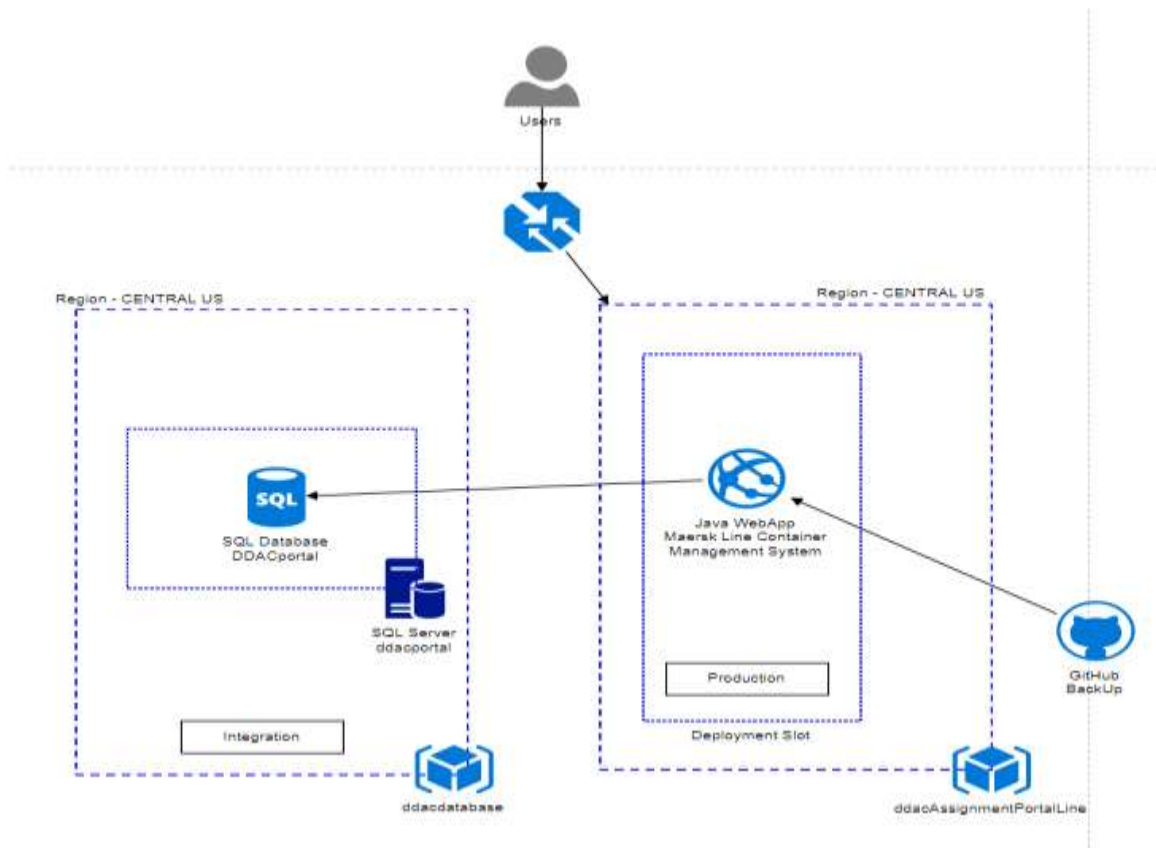 Users
Region - CENTRAL US
Region - CENTRAL US
SQL
SQL Database
DDACportal
Java WebApp
Maersk Line Container
Management System
SQL Server
ddacportal
GitHub
BackUp
Production
Integration
Deployment Slot
ddacdatabase
ddacAssignmentPortalLine